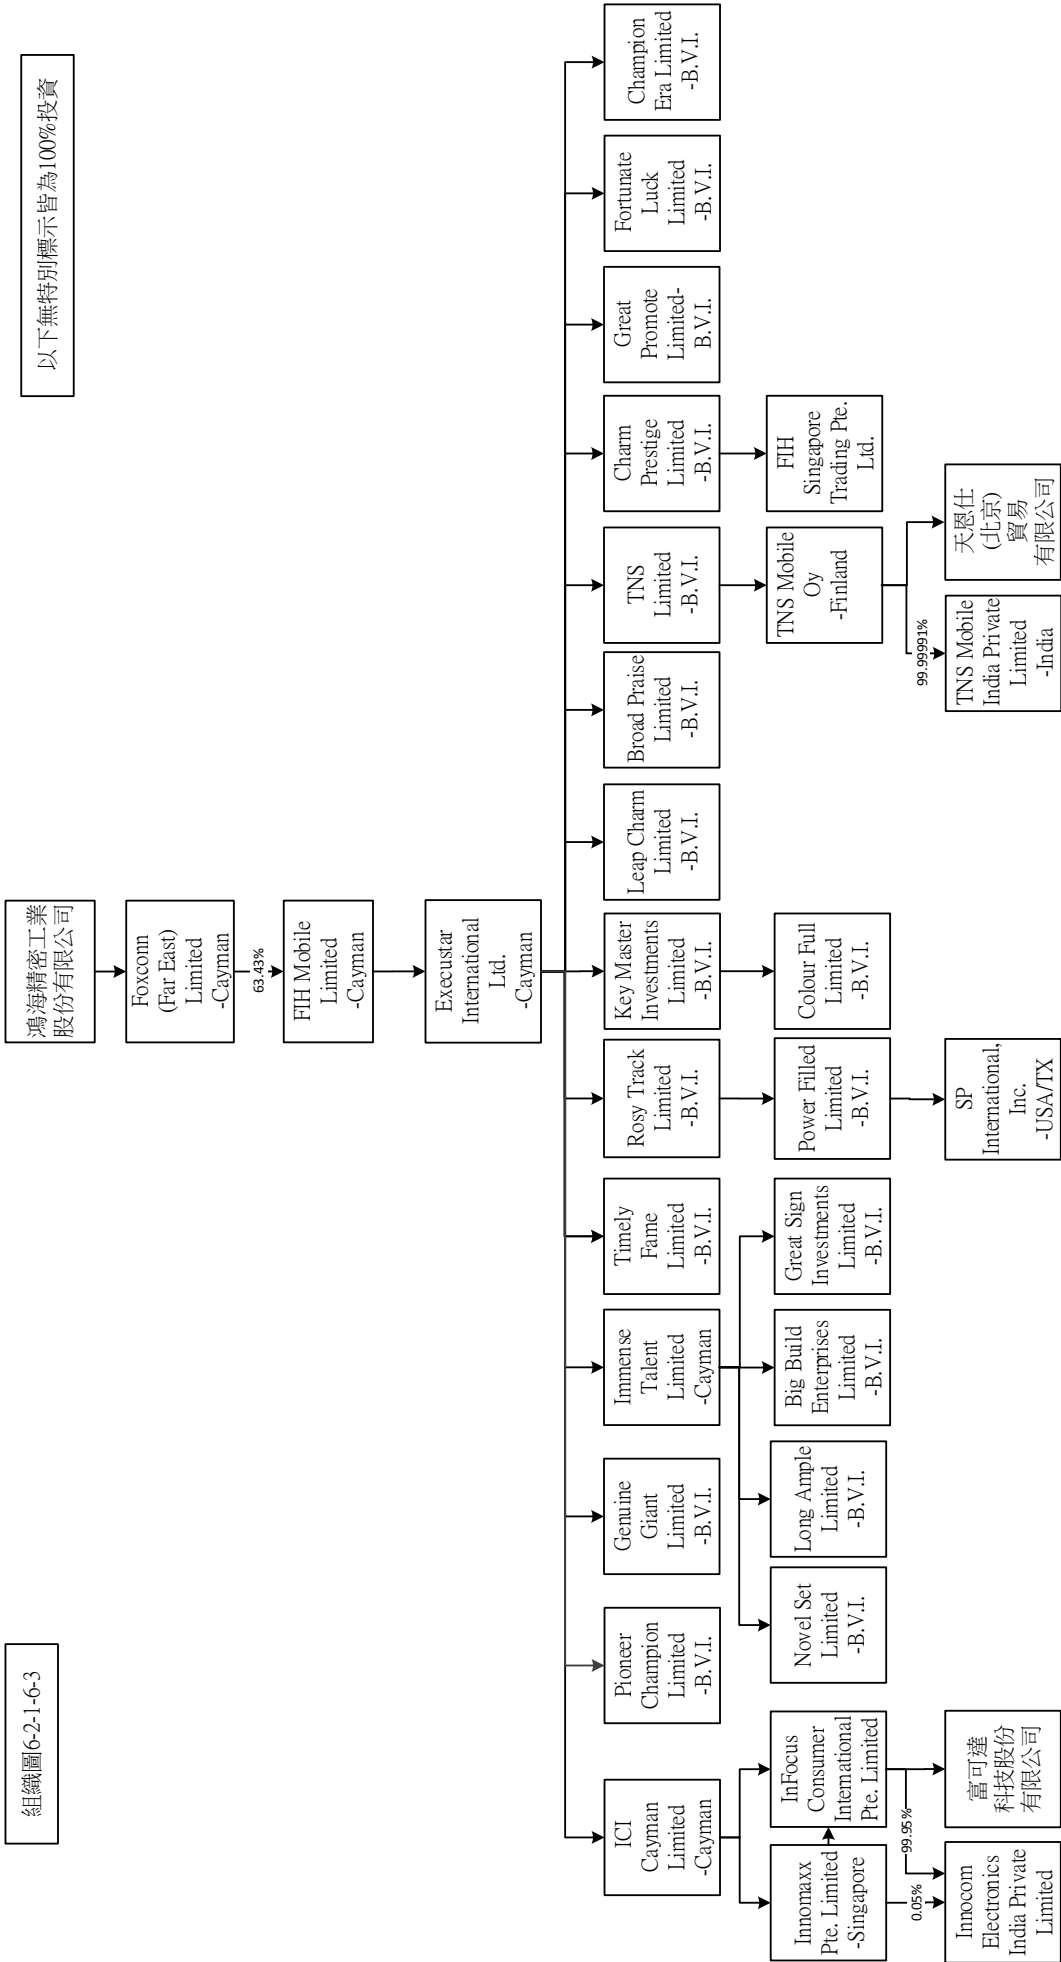 組織圖6-2-1-6-3
以下無特別標示皆為100%投資
鴻海精密工業
股份有限公司
Foxconn
(Far East)
Limited
-Cayman
63.43%
FIH Mobile
Limited
-Cayman
Execustar
International
Ltd.
-Cayman
ICI
Cayman
Limited
-Cayman
Pioneer
Champion
Limited
-B.V.I.
Genuine
Giant
Limited
-B.V.I.
Immense
Talent
Limited
-Cayman
Timely
Fame
Limited
-B.V.I.
Rosy Track
Limited
-B.V.I.
Key Master
Investments
Limited
-B.V.I.
Leap Charm
Limited
-B.V.I.
Broad Praise
Limited
-B.V.I.
TNS
Limited
-B.V.I.
Charm
Prestige
Limited
-B.V.I.
Great
Promote
Limited-
B.V.I.
Fortunate
Luck
Limited
-B.V.I.
Champion
Era Limited
-B.V.I.
Innomaxx
Pte. Limited
-Singapore
InFocus
Consumer
International
Pte. Limited
Novel Set
Limited
-B.V.I.
Long Ample
Limited
-B.V.I.
Big Build
Enterprises
Limited
-B.V.I.
Great Sign
Investments
Limited
-B.V.I.
Power Filled
Limited
-B.V.I.
Colour Full
Limited
-B.V.I.
TNS Mobile
Oy
-Finland
FIH
Singapore
Trading Pte.
Ltd.
0.05%
99.95%
99.99991%
Innocom
Electronics
India Private
Limited
富可達
科技股份
有限公司
SP
International,
Inc.
-USA/TX
TNS Mobile
India Private
Limited
-India
天恩仕
(北京)
貿易
有限公司